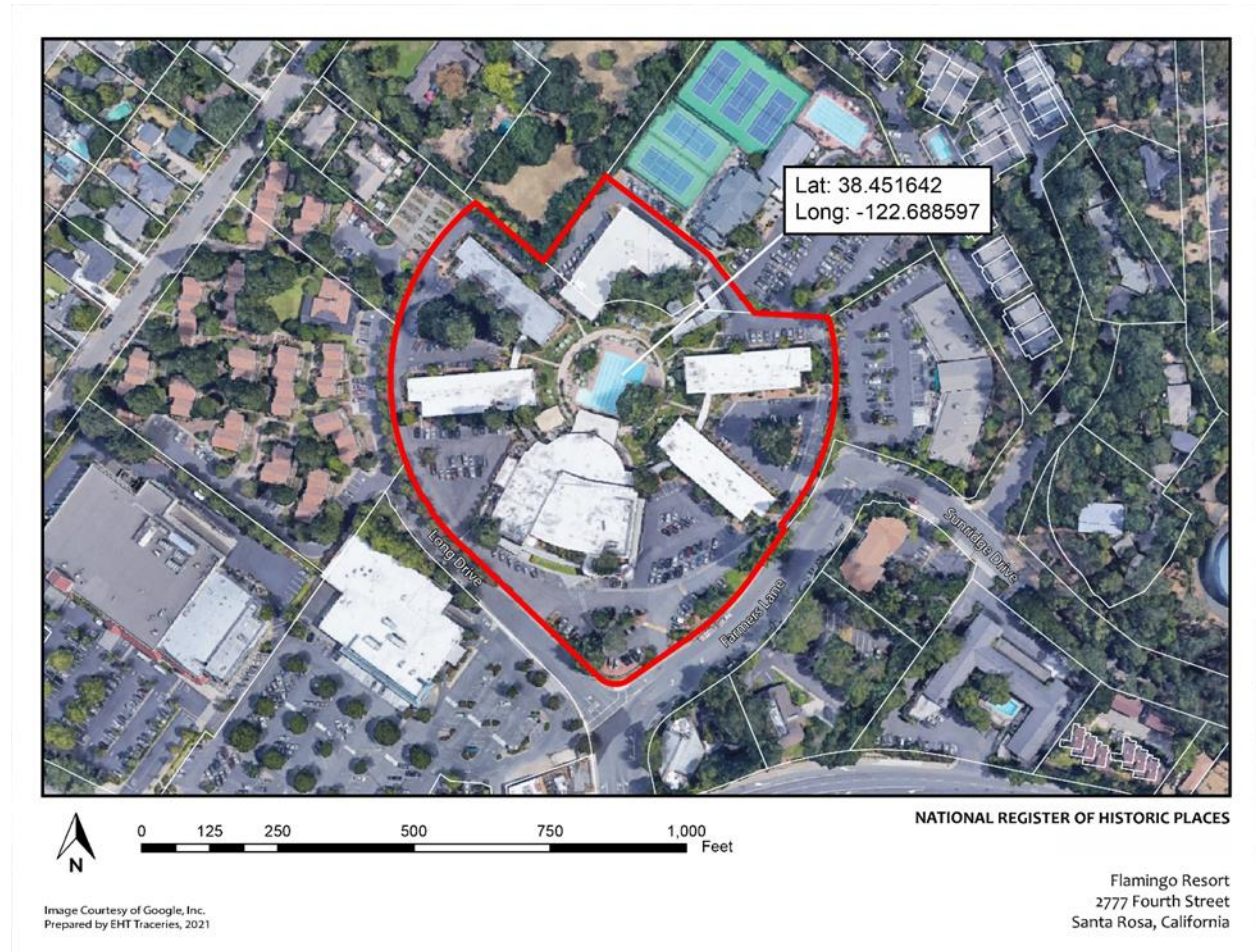 Lat: 38.451642
Long: -122.688597
Long Drive
Sunridge Drive
Farmers Lane
N
0 125 250 500 750 1,000
Feet
NATIONAL REGISTER OF HISTORIC PLACES
Flamingo Resort
2777 Fourth Street
Santa Rosa, California
Image Courtesy of Google, Inc.
Prepared by EHT Traceries, 2021